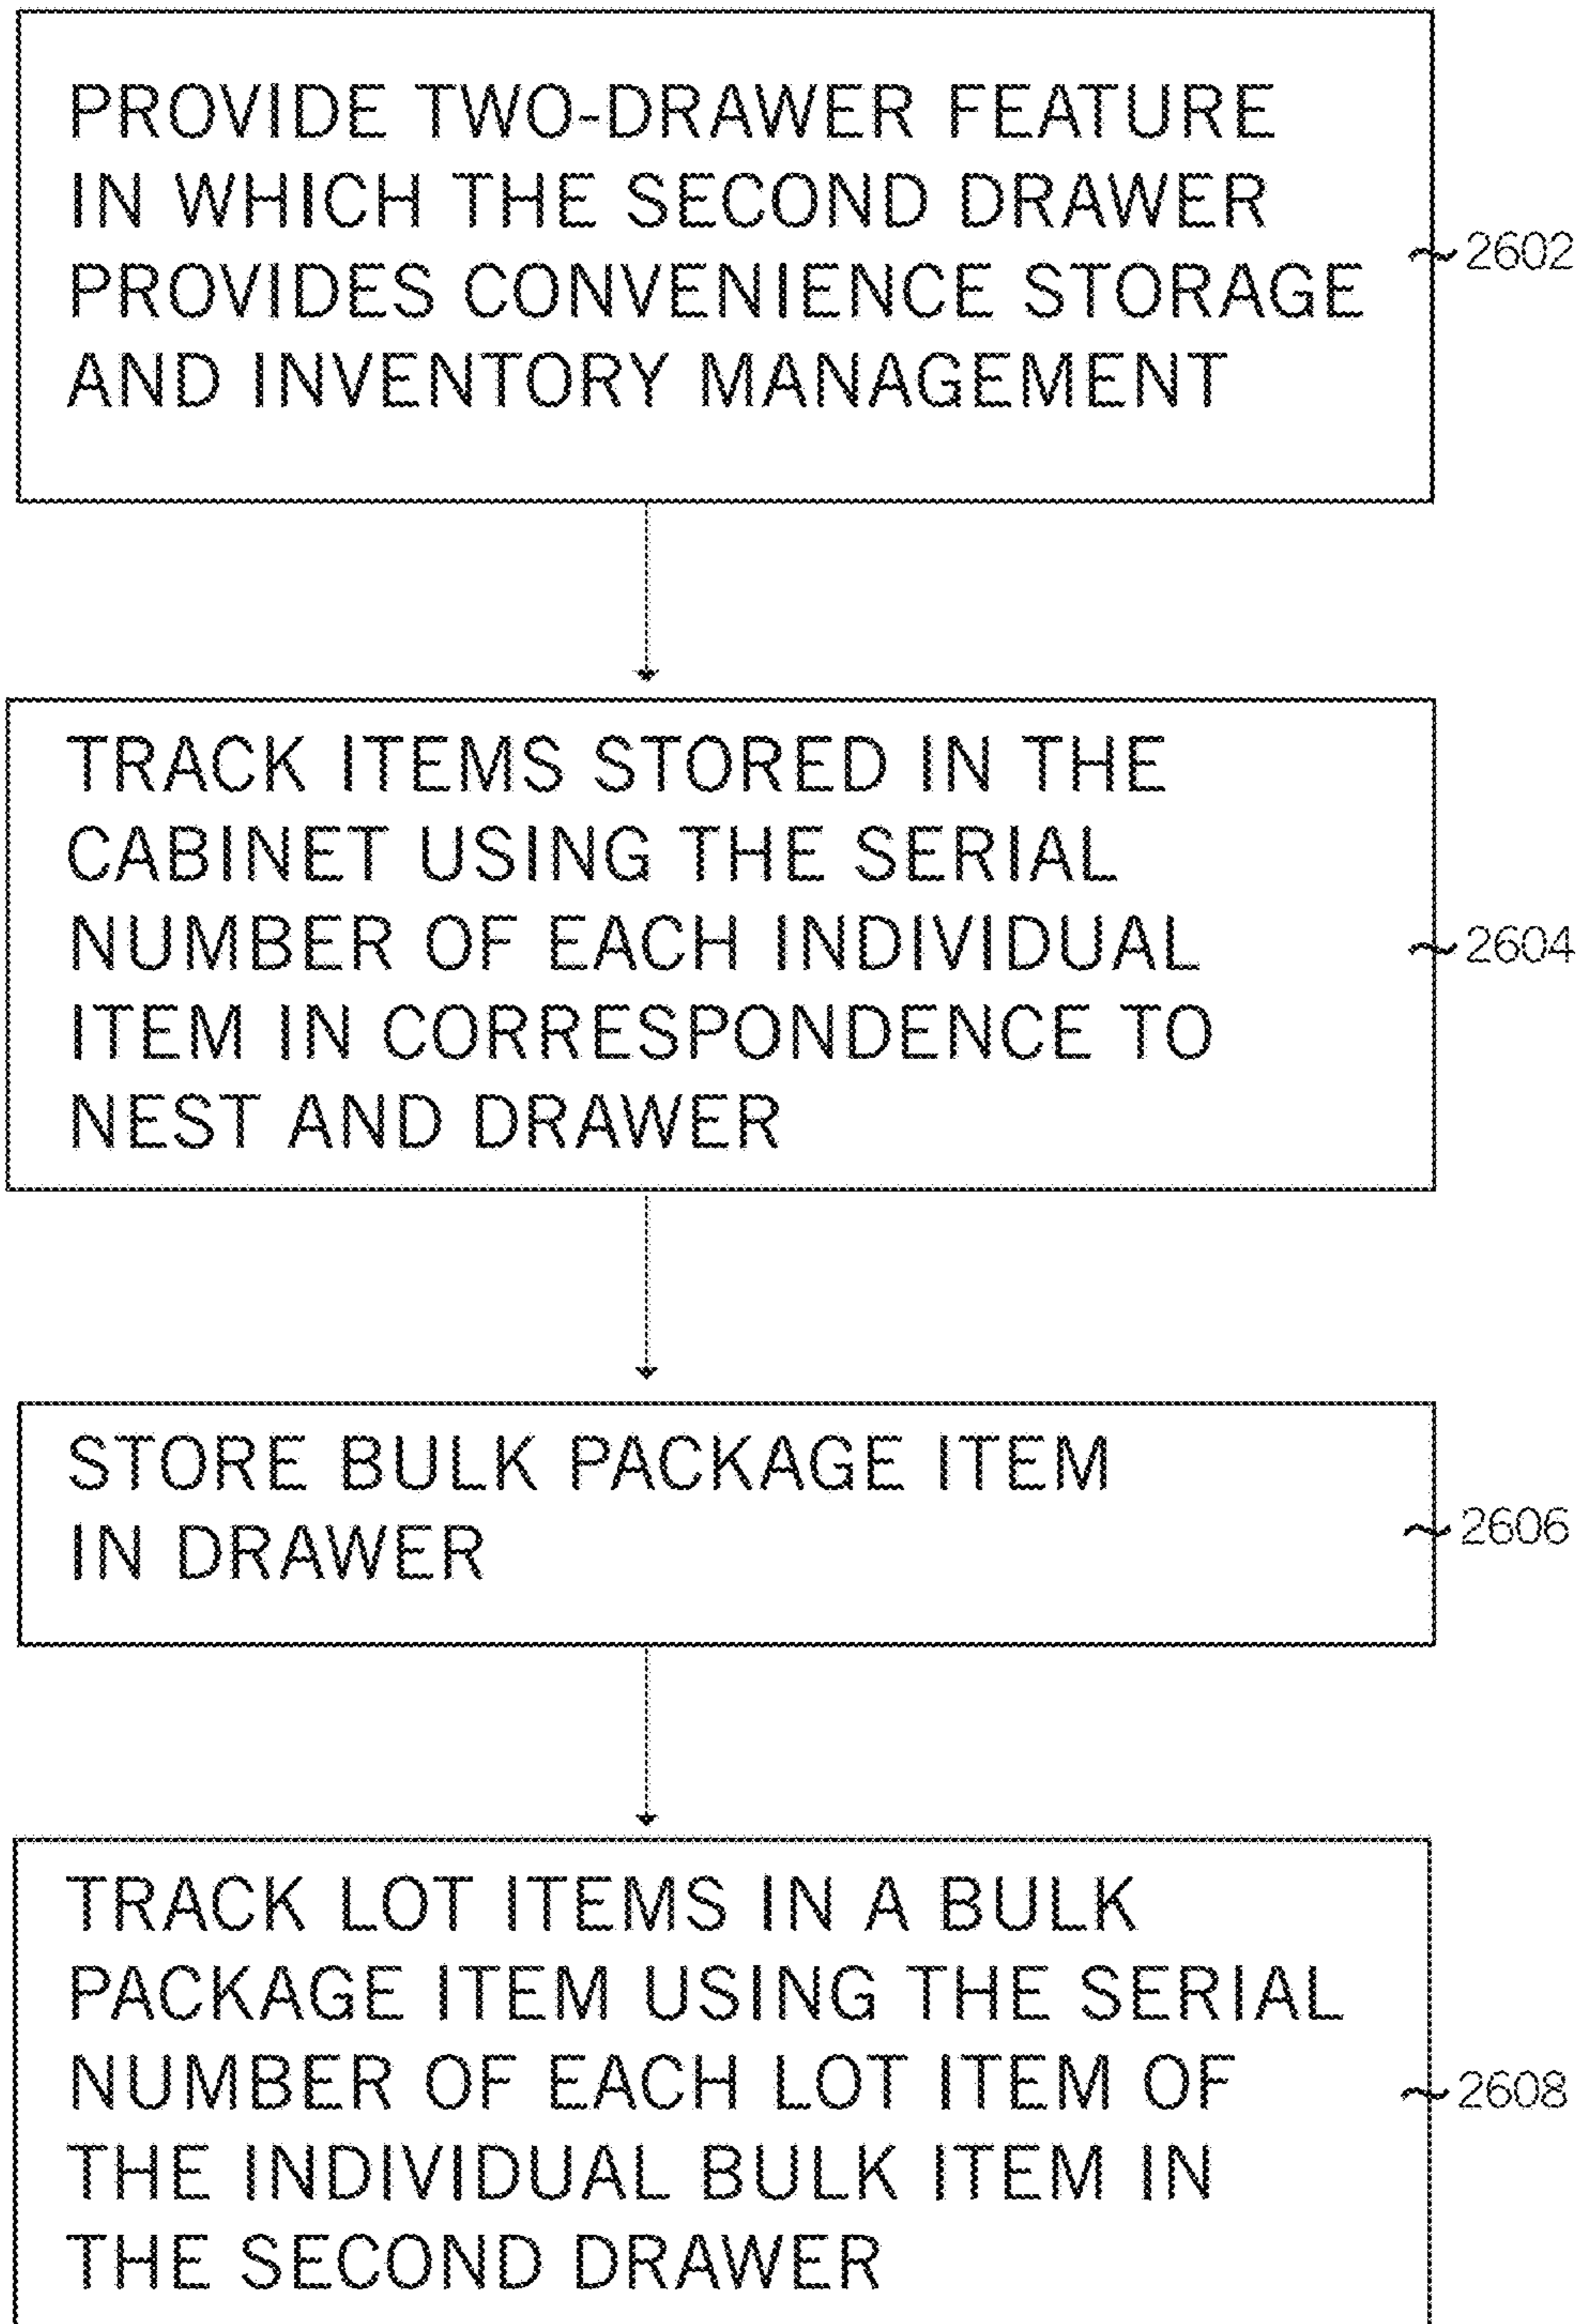 PROVIDE TWO-DRAWER FEATURE
IN WHICH THE SECOND DRAWER
PROVIDES CONVENIENCE STORAGE
AND INVENTORY MANAGEMENT
2602
TRACK ITEMS STORED IN THE
CABINET USING THE SERIAL
NUMBER OF EACH INDIVIDUAL
ITEM IN CORRESPONDENCE TO
NEST AND DRAWER
2604
STORE BULK PACKAGE ITEM
IN DRAWER
2606
TRACK LOT ITEMS IN A BULK
PACKAGE ITEM USING THE SERIAL
NUMBER OF EACH LOT ITEM OF
THE INDIVIDUAL BULK ITEM IN
THE SECOND DRAWER
2608